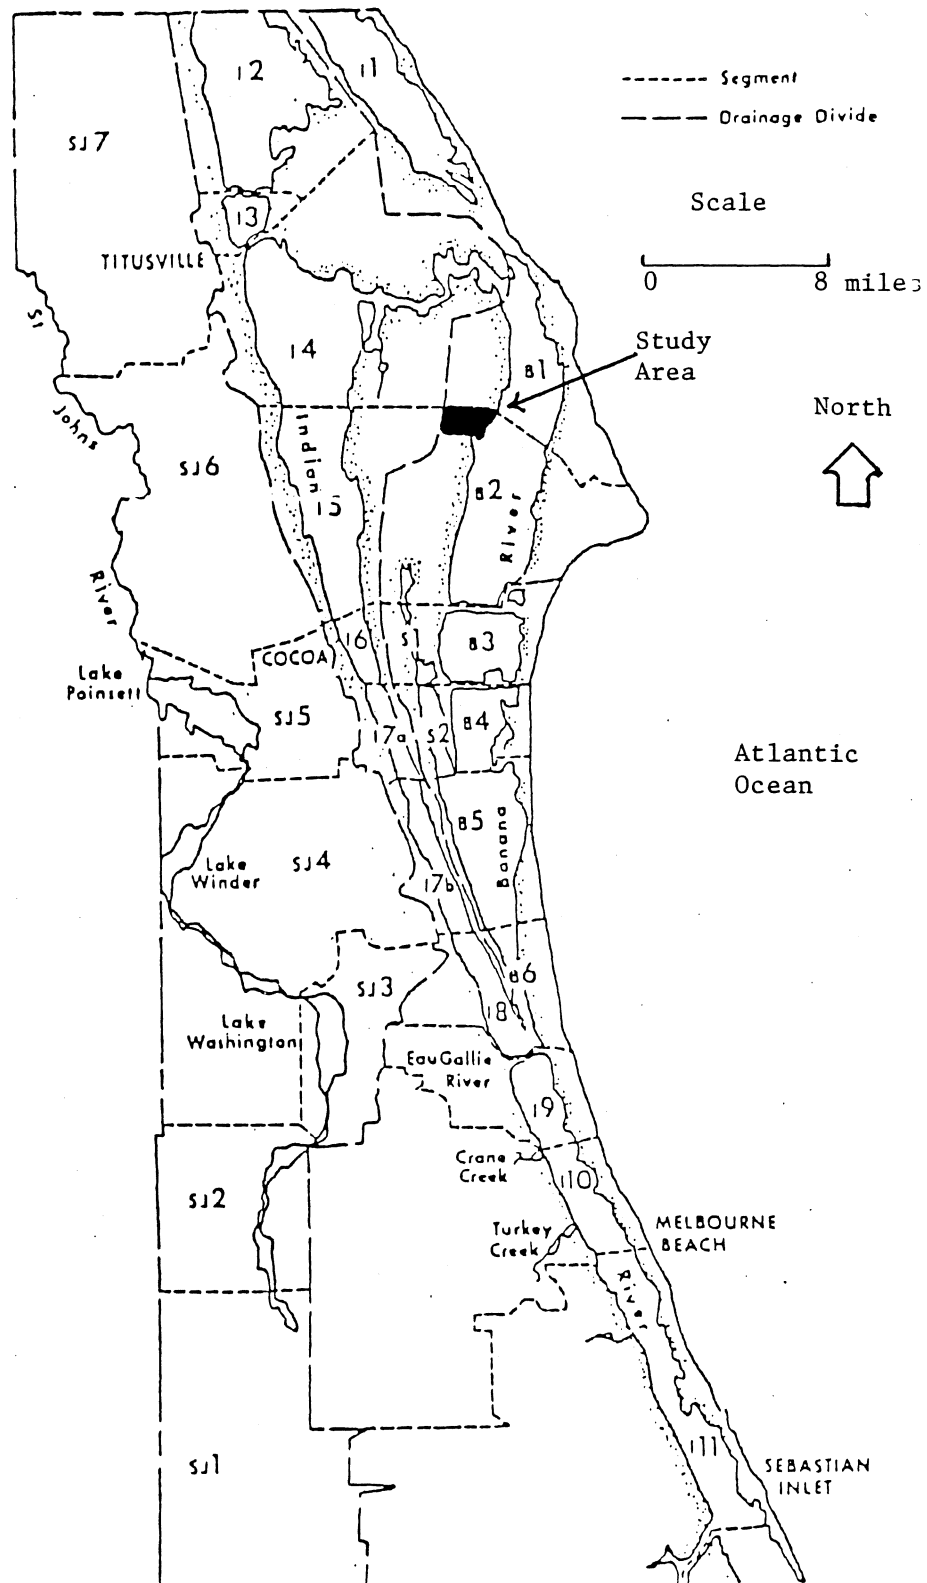 I2
I1
Segment
Drainage Divide
SJ7
Scale
I3
TITUSVILLE
0 8 miles
St
Johns
River
I4
B1
Study
Area
North
Indian
SJ6
B2
I5
River
I6
S1
B3
COCOA
Lake
Poinsett
SJ5
I7a
S2
B4
Atlantic
Ocean
B5
Banana
Lake
Winder
SJ4
I7b
B6
SJ3
I8
Lake
Washington
EauGallie
River
I9
Crane
Creek
I10
SJ2
Turkey
Creek
MELBOURNE
BEACH
River
I11
SJ1
SEBASTIAN
INLET